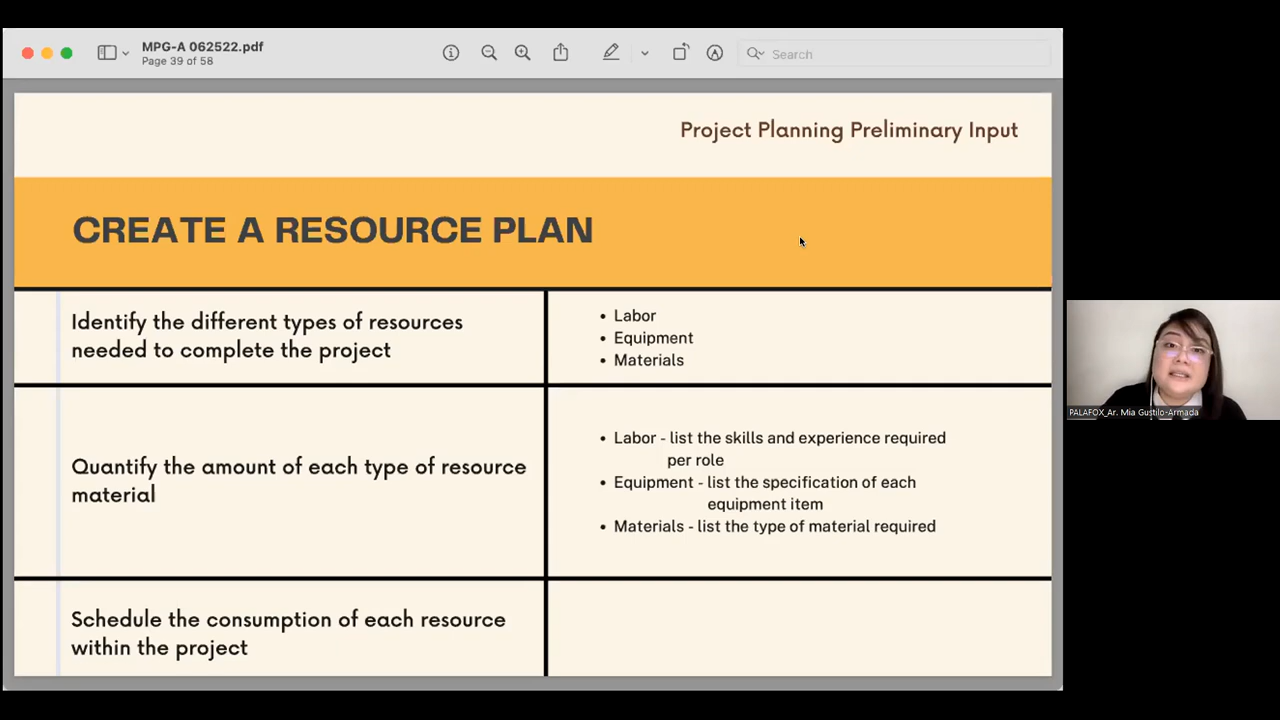 MPG-A 062522.pdf
Page 39 of 58
Search
Project Planning Preliminary Input
CREATE A RESOURCE PLAN
Identify the different types of resources
needed to complete the project
• Labor
• Equipment
• Materials
Quantify the amount of each type of resource
material
• Labor - list the skills and experience required
per role
• Equipment - list the specification of each
equipment item
• Materials - list the type of material required
Schedule the consumption of each resource
within the project
PALAFOX_Ar. Mia Gustilo-Armada